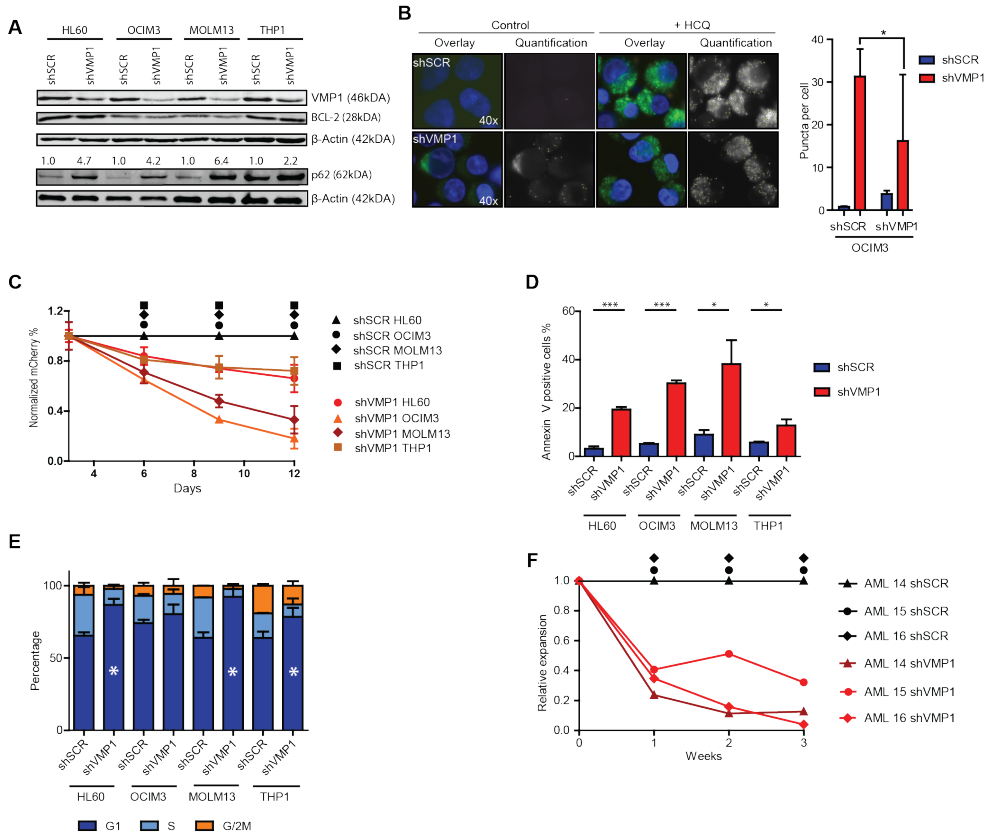 A
HL60 OCIM3 MOLM13 THP1
shSCR shVMP1 shSCR shVMP1 shSCR shVMP1 shSCR shVMP1
VMP1 (46kDA)
BCL-2 (28kDA)
β-Actin (42kDA)
1.0 4.7 1.0 4.2 1.0 6.4 1.0 2.2
p62 (62kDA)
β-Actin (42kDA)
B
Control + HCQ
Overlay Quantification Overlay Quantification
shSCR
40x
shVMP1
40x
*
shSCR
shVMP1
Puncta per cell
40
30
20
10
0
shSCR shVMP1
OCIM3
C
Normalized mCherry %
1.2
0.8
0.4
0.0
4 6 8 10 12
Days
shSCR HL60
shSCR OCIM3
shSCR MOLM13
shSCR THP1
shVMP1 HL60
shVMP1 OCIM3
shVMP1 MOLM13
shVMP1 THP1
D
Annexin V positive cells %
60
40
20
0
*** *** * *
shSCR
shVMP1
shSCR shVMP1 shSCR shVMP1 shSCR shVMP1 shSCR shVMP1
HL60 OCIM3 MOLM13 THP1
E
Percentage
100
50
0
* * *
shSCR shVMP1 shSCR shVMP1 shSCR shVMP1 shSCR shVMP1
HL60 OCIM3 MOLM13 THP1
G1 S G/2M
F
Relative expansion
1.0
0.8
0.6
0.4
0.2
0.0
0 1 2 3
Weeks
AML 14 shSCR
AML 15 shSCR
AML 16 shSCR
AML 14 shVMP1
AML 15 shVMP1
AML 16 shVMP1